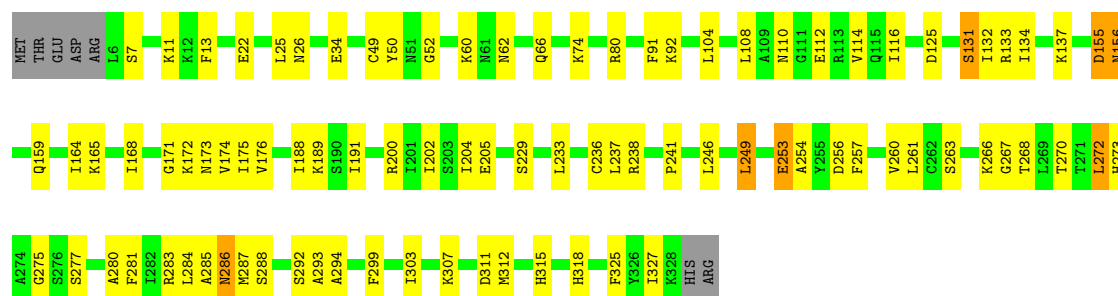 MET THR GLU ASP ARG L6 S7 K11 K12 F13 E22 L25 N26 E34 C49 Y50 N51 G52 K60 N61 N62 Q66 K74 R80 F91 K92 L104 L108 A109 N110 G111 E112 R113 V114 Q115 I116 D125 S131 I132 R133 I134 K137 D155 N156
Q159 I164 K165 I168 G171 K172 N173 V174 I175 V176 I188 K189 S190 I191 R200 I201 I202 S203 I204 E205 S229 L233 C236 L237 R238 P241 L246 L249 E253 A254 Y255 D256 F257 V260 L261 C262 S263 K266 G267 T268 L269 T270 T271 L272 H273
A274 G275 S276 S277 A280 F281 I282 R283 L284 A285 N286 M287 S288 S292 A293 A294 F299 I303 K307 D311 M312 H315 H318 F325 Y326 I327 K328 HIS ARG